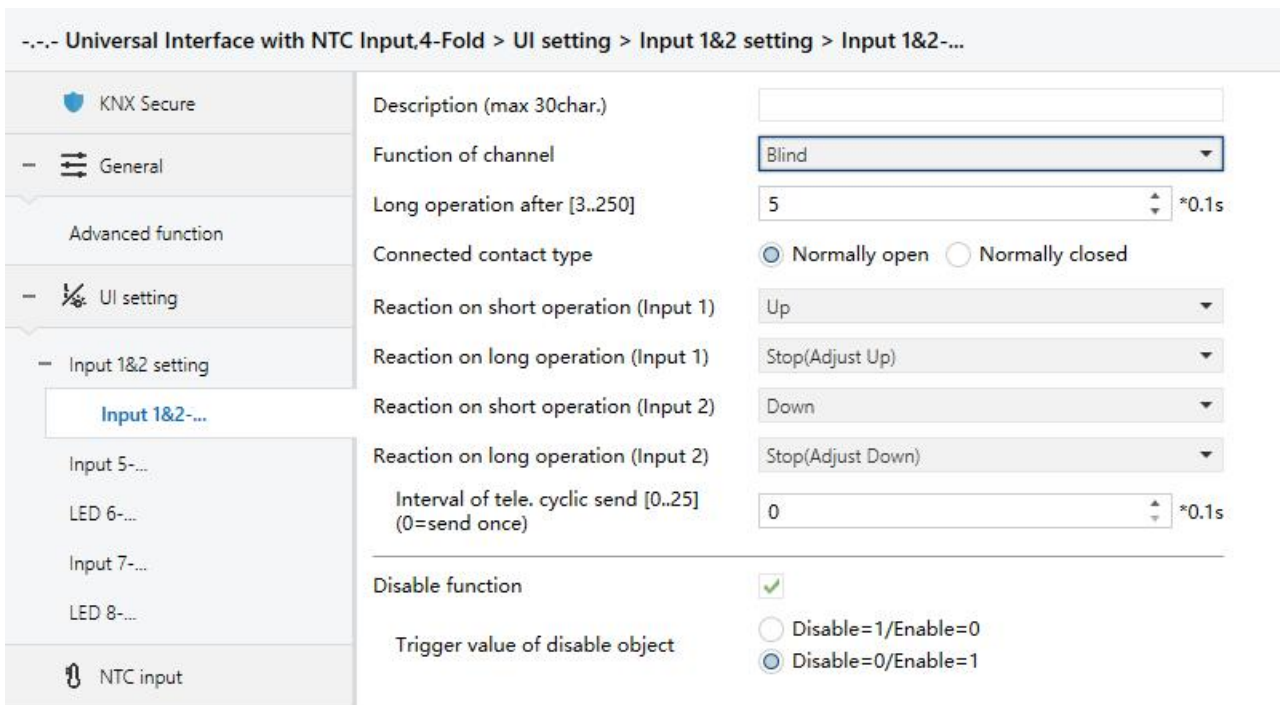 -.-.- Universal Interface with NTC Input,4-Fold > UI setting > Input 1&2 setting > Input 1&2-...
KNX Secure
General
Advanced function
UI setting
Input 1&2 setting
Input 1&2-...
Input 5-...
LED 6-...
Input 7-...
LED 8-...
NTC input
Description (max 30char.)
Function of channel
Blind
Long operation after [3..250]
5
*0.1s
Connected contact type
Normally open
Normally closed
Reaction on short operation (Input 1)
Up
Reaction on long operation (Input 1)
Stop(Adjust Up)
Reaction on short operation (Input 2)
Down
Reaction on long operation (Input 2)
Stop(Adjust Down)
Interval of tele. cyclic send [0..25]
(0=send once)
0
*0.1s
Disable function
Trigger value of disable object
Disable=1/Enable=0
Disable=0/Enable=1